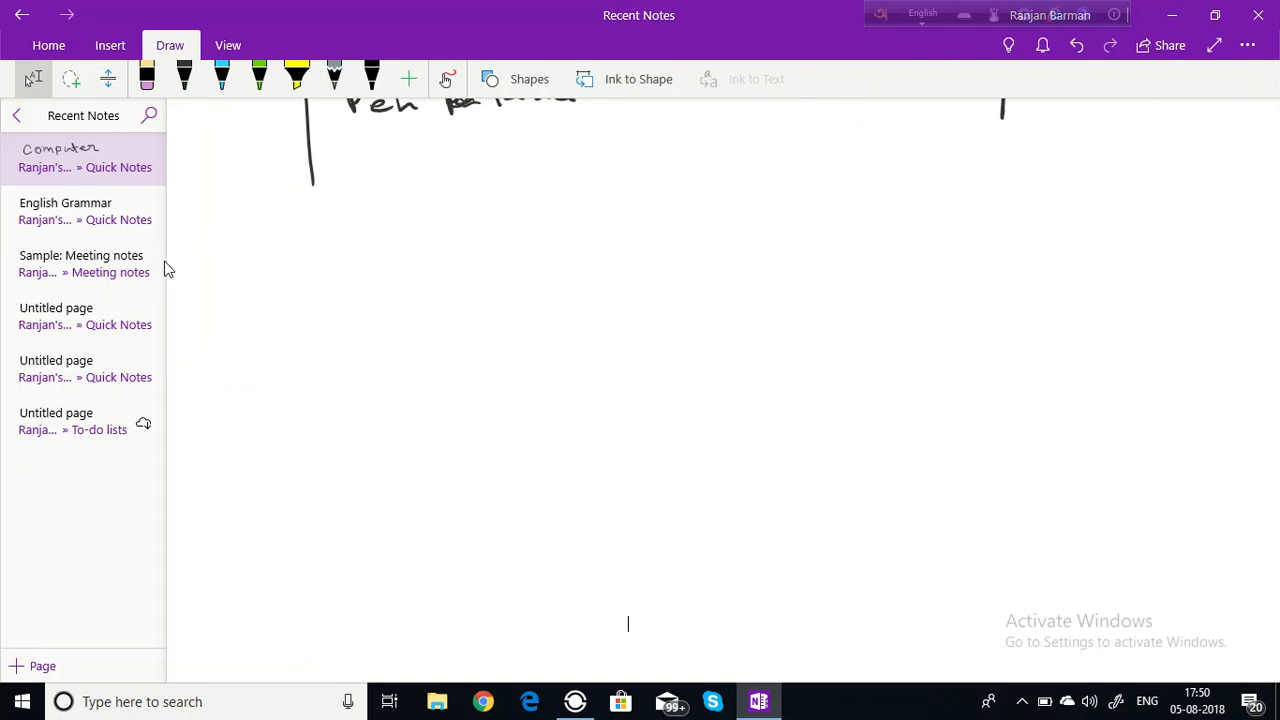 Recent Notes
English
Ranjan Barman
Home
Insert
Draw
View
Share
Shapes
Ink to Shape
Ink to Text
Recent Notes
Pen
Computer
Ranjan's... » Quick Notes
English Grammar
Ranjan's... » Quick Notes
Sample: Meeting notes
Ranja... » Meeting notes
Untitled page
Ranjan's... » Quick Notes
Untitled page
Ranjan's... » Quick Notes
Untitled page
Ranja... » To-do lists
Activate Windows
Go to Settings to activate Windows.
Page
Type here to search
99+
ENG
17:50
05-08-2018
20